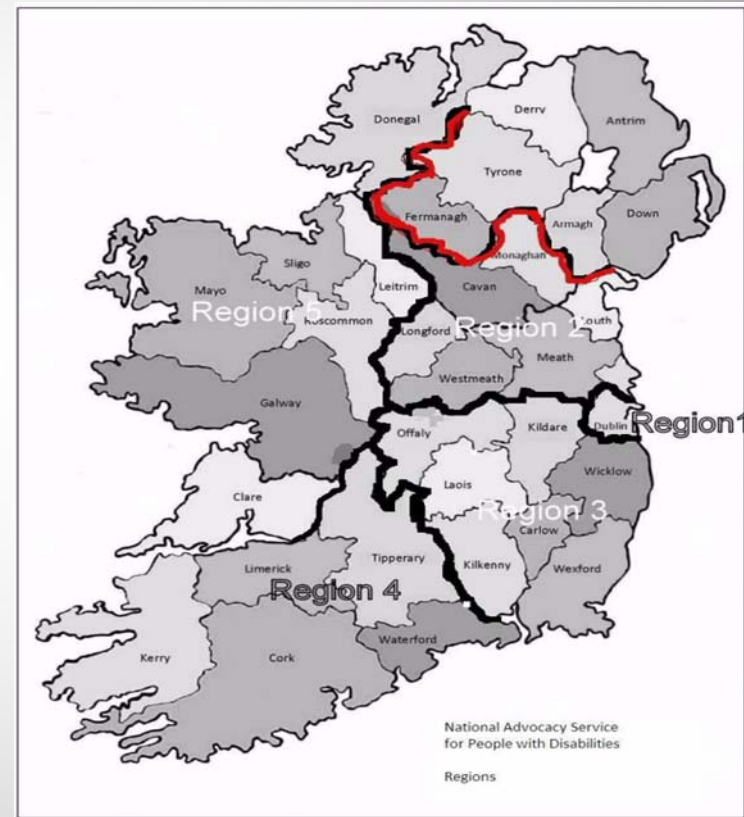 Derry
Antrim
Donegal
Tyrone
Fermanagh
Armagh
Down
Monaghan
Sligo
Mayo
Leitrim
Cavan
Region 5
Roscommon
Longford
Region 2
Louth
Meath
Westmeath
Galway
Offaly
Kildare
Dublin
Region1
Wicklow
Clare
Laois
Region 3
Carlow
Tipperary
Kilkenny
Wexford
Limerick
Region 4
Waterford
Kerry
Cork
National Advocacy Service
for People with Disabilities
Regions